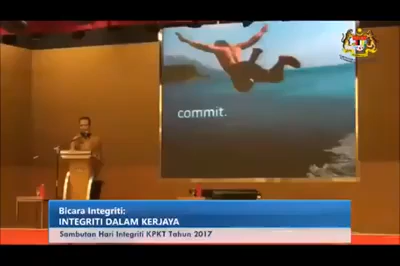 commit.
Bicara Integriti:
INTEGRITI DALAM KERJAYA
Sambutan Hari Integriti KPKT Tahun 2017